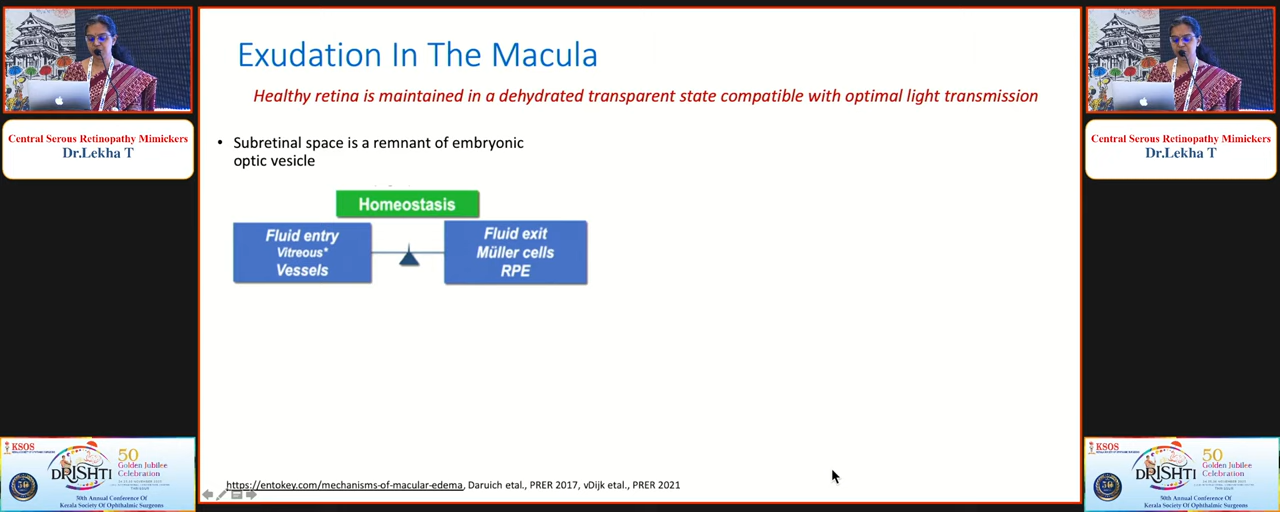 Exudation In The Macula
Healthy retina is maintained in a dehydrated transparent state compatible with optimal light transmission
• Subretinal space is a remnant of embryonic
optic vesicle
Homeostasis
Fluid entry
Vitreous*
Vessels
Fluid exit
Müller cells
RPE
https://entokey.com/mechanisms-of-macular-edema, Daruich etal., PRER 2017, vDijk etal., PRER 2021
Central Serous Retinopathy Mimickers
Dr.Lekha T
KSOS
DRISHTI
50
Golden Jubilee
Celebration
50th Annual Conference Of
Kerala Society Of Ophthalmic Surgeons
Central Serous Retinopathy Mimickers
Dr.Lekha T
KSOS
DRISHTI
50
Golden Jubilee
Celebration
50th Annual Conference Of
Kerala Society Of Ophthalmic Surgeons